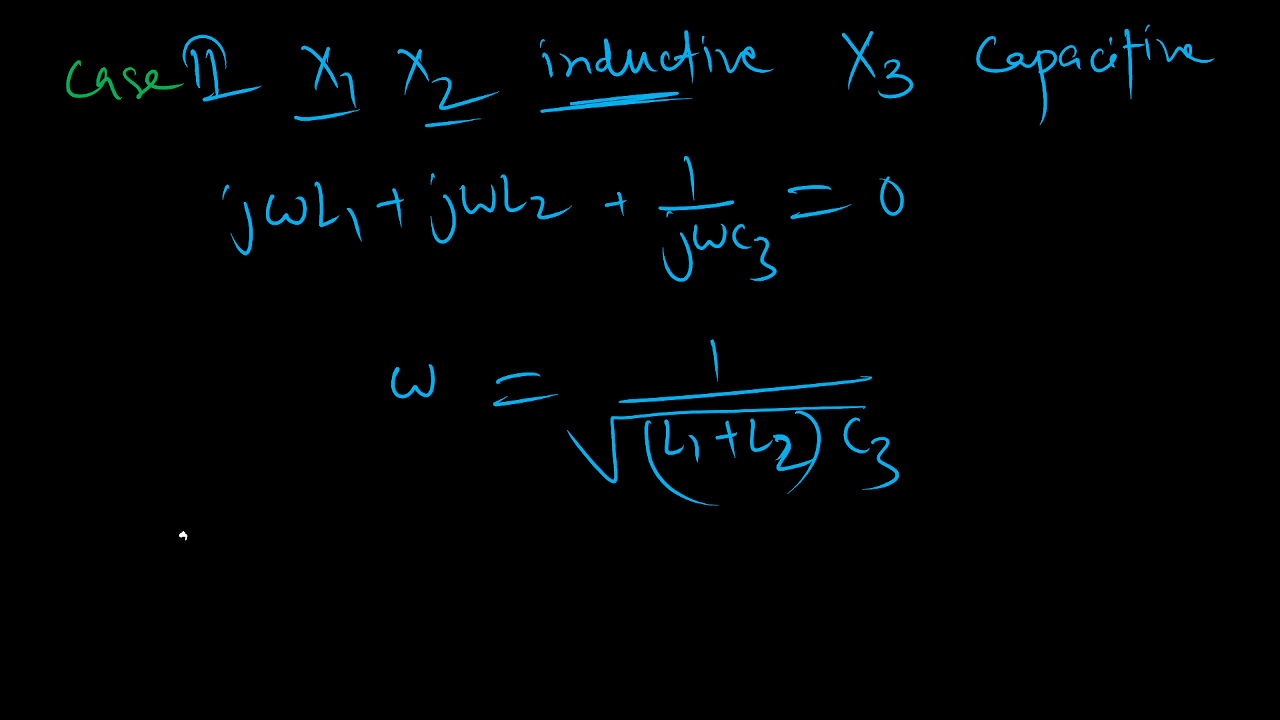 Case II X₁ X₂ inductive X₃ Capacitive
jωL₁ + jωL₂ + 1/jωC₃ = 0
ω = 1/√(L₁+L₂)C₃